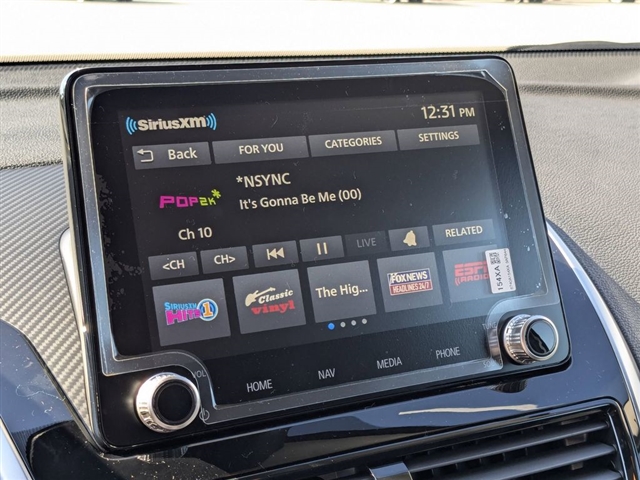 SiriusXM
12:31 PM
Back
FOR YOU
CATEGORIES
SETTINGS
POP2K
*NSYNC
It's Gonna Be Me (00)
Ch 10
<CH
CH>
LIVE
RELATED
SiriusXM
Hits 1
Classic
vinyl
The Hig...
FOX NEWS
HEADLINES 24/7
ESPN
RADIO
154XA
VOL
HOME
NAV
MEDIA
PHONE